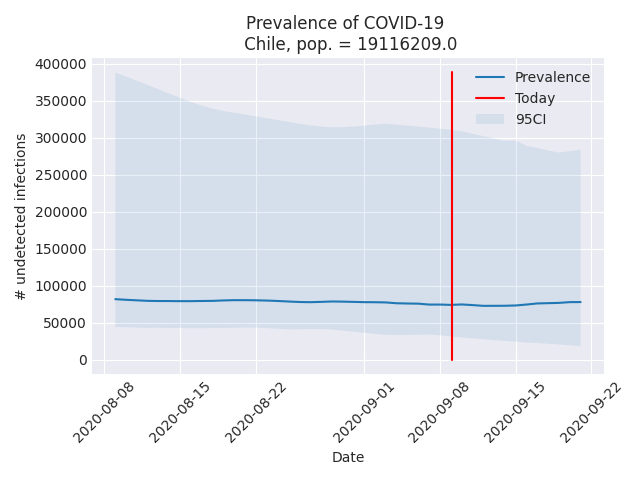 Prevalence of COVID-19
Chile, pop. = 19116209.0
400000
350000
300000
250000
200000
150000
100000
50000
0
# undetected infections
Prevalence
Today
95CI
2020-08-08
2020-08-15
2020-08-22
2020-09-01
2020-09-08
2020-09-15
2020-09-22
Date